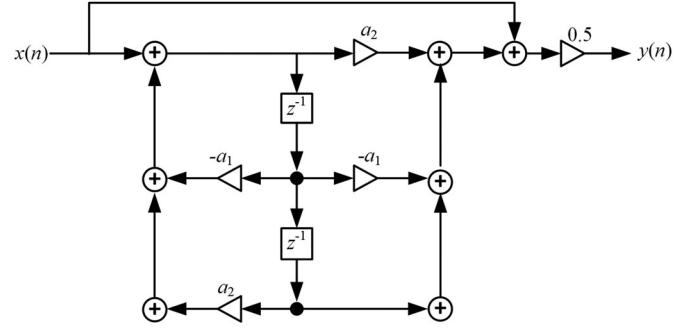 x(n) a₂ 0.5 y(n)
z⁻¹
-a₁ -a₁
z⁻¹
a₂